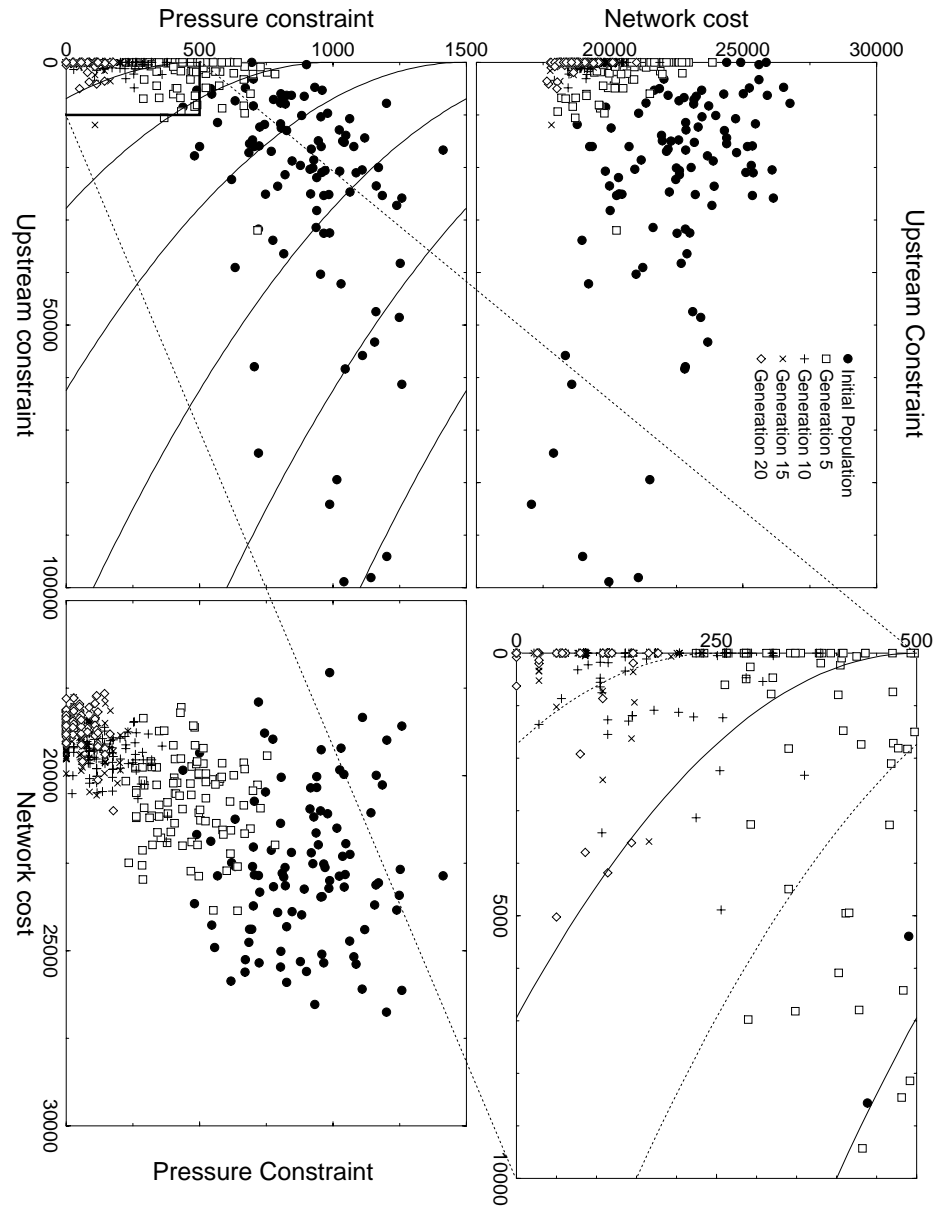 Pressure constraint
0
500
1000
1500
Network cost
20000
25000
30000
0
50000
10000
Upstream constraint
Upstream Constraint
Initial Population
Generation 5
Generation 10
Generation 15
Generation 20
0
250
500
0
5000
10000
20000
25000
30000
Network cost
Pressure Constraint